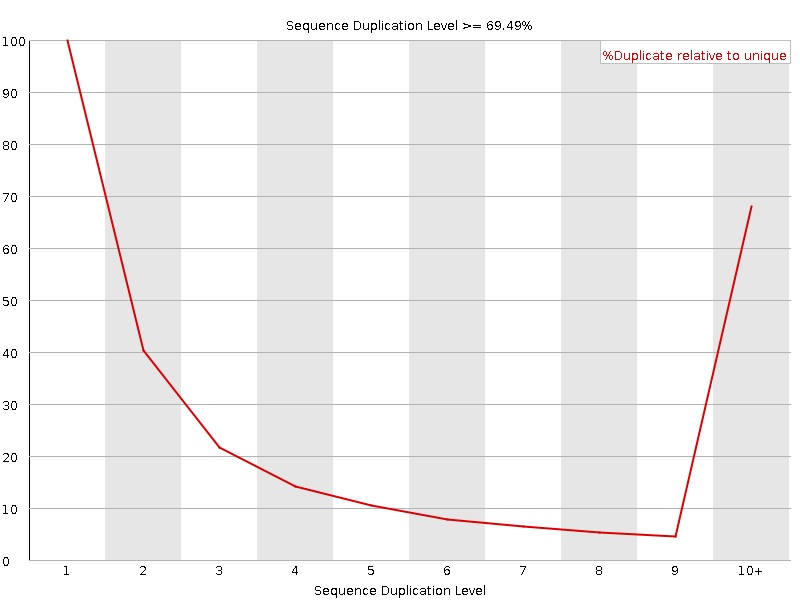 Sequence Duplication Level >= 69.49%
%Duplicate relative to unique
100
90
80
70
60
50
40
30
20
10
0
1 2 3 4 5 6 7 8 9 10+
Sequence Duplication Level